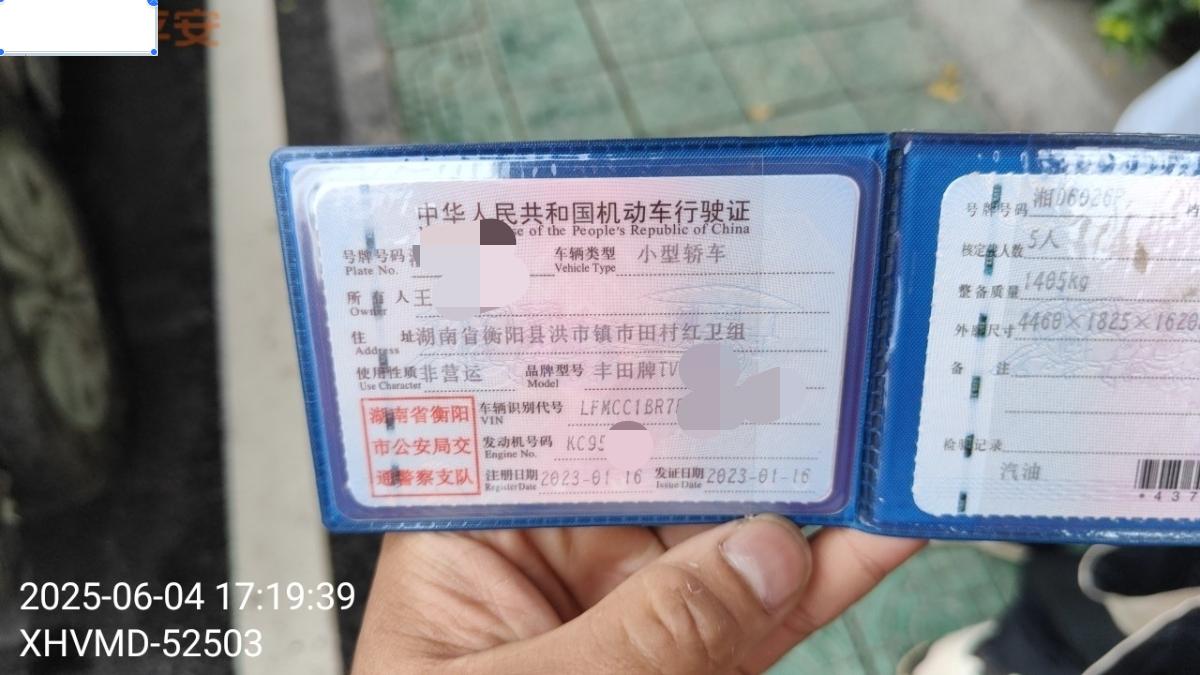 平安
中华人民共和国机动车行驶证
se of the People's Republic of China
号牌号码
Plate No.
车辆类型 小型轿车
Vehicle Type
所有人 王
Owner
住址 湖南省衡阳县洪市镇市田村红卫组
Address
使用性质 非营运
Use Character
品牌型号 丰田牌TV
Model
湖南省衡阳
市公安局交
通警察支队
车辆识别代号 LFMCC1BR7
VIN
发动机号码 KC95
Engine No.
注册日期 2023-01-16
Register Date
发证日期 2023-01-16
Issue Date
号牌号码
核定载人数 5人
整备质量 1405kg
外廓尺寸 4460×1825×1620
备注
检验记录
汽油
*437
2025-06-04 17:19:39
XHVMD-52503